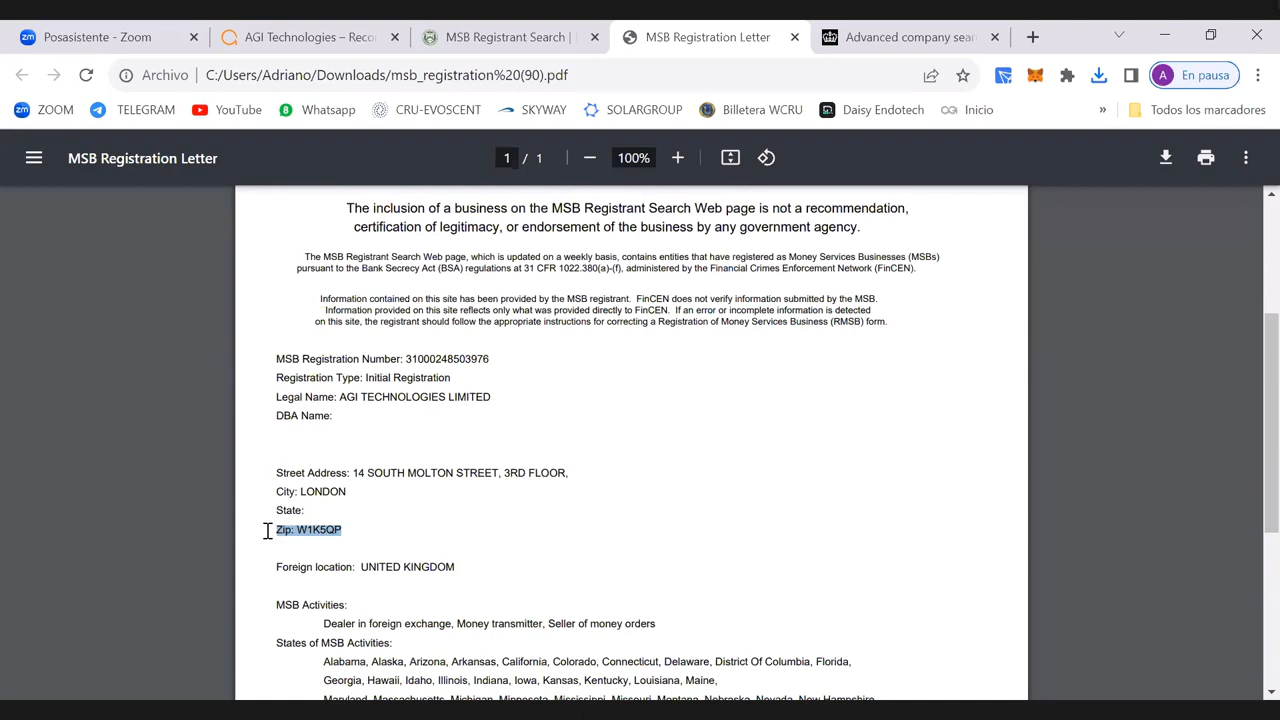 Posasistente - Zoom
AGI Technologies – Reco
MSB Registrant Search |
MSB Registration Letter
Advanced company sear
Archivo
C:/Users/Adriano/Downloads/msb_registration%20(90).pdf
A
En pausa
ZOOM
TELEGRAM
YouTube
Whatsapp
CRU-EVOSCENT
SKYWAY
SOLARGROUP
Billetera WCRU
Daisy Endotech
Inicio
»
Todos los marcadores
MSB Registration Letter
1 / 1
100%
The inclusion of a business on the MSB Registrant Search Web page is not a recommendation,
certification of legitimacy, or endorsement of the business by any government agency.
The MSB Registrant Search Web page, which is updated on a weekly basis, contains entities that have registered as Money Services Businesses (MSBs)
pursuant to the Bank Secrecy Act (BSA) regulations at 31 CFR 1022.380(a)-(f), administered by the Financial Crimes Enforcement Network (FinCEN).
Information contained on this site has been provided by the MSB registrant. FinCEN does not verify information submitted by the MSB.
Information provided on this site reflects only what was provided directly to FinCEN. If an error or incomplete information is detected
on this site, the registrant should follow the appropriate instructions for correcting a Registration of Money Services Business (RMSB) form.
MSB Registration Number: 31000248503976
Registration Type: Initial Registration
Legal Name: AGI TECHNOLOGIES LIMITED
DBA Name:
Street Address: 14 SOUTH MOLTON STREET, 3RD FLOOR,
City: LONDON
State:
Zip: W1K5QP
Foreign location: UNITED KINGDOM
MSB Activities:
Dealer in foreign exchange, Money transmitter, Seller of money orders
States of MSB Activities:
Alabama, Alaska, Arizona, Arkansas, California, Colorado, Connecticut, Delaware, District Of Columbia, Florida,
Georgia, Hawaii, Idaho, Illinois, Indiana, Iowa, Kansas, Kentucky, Louisiana, Maine,
Maryland, Massachusetts, Michigan, Minnesota, Mississippi, Missouri, Montana, Nebraska, Nevada, New Hampshire,